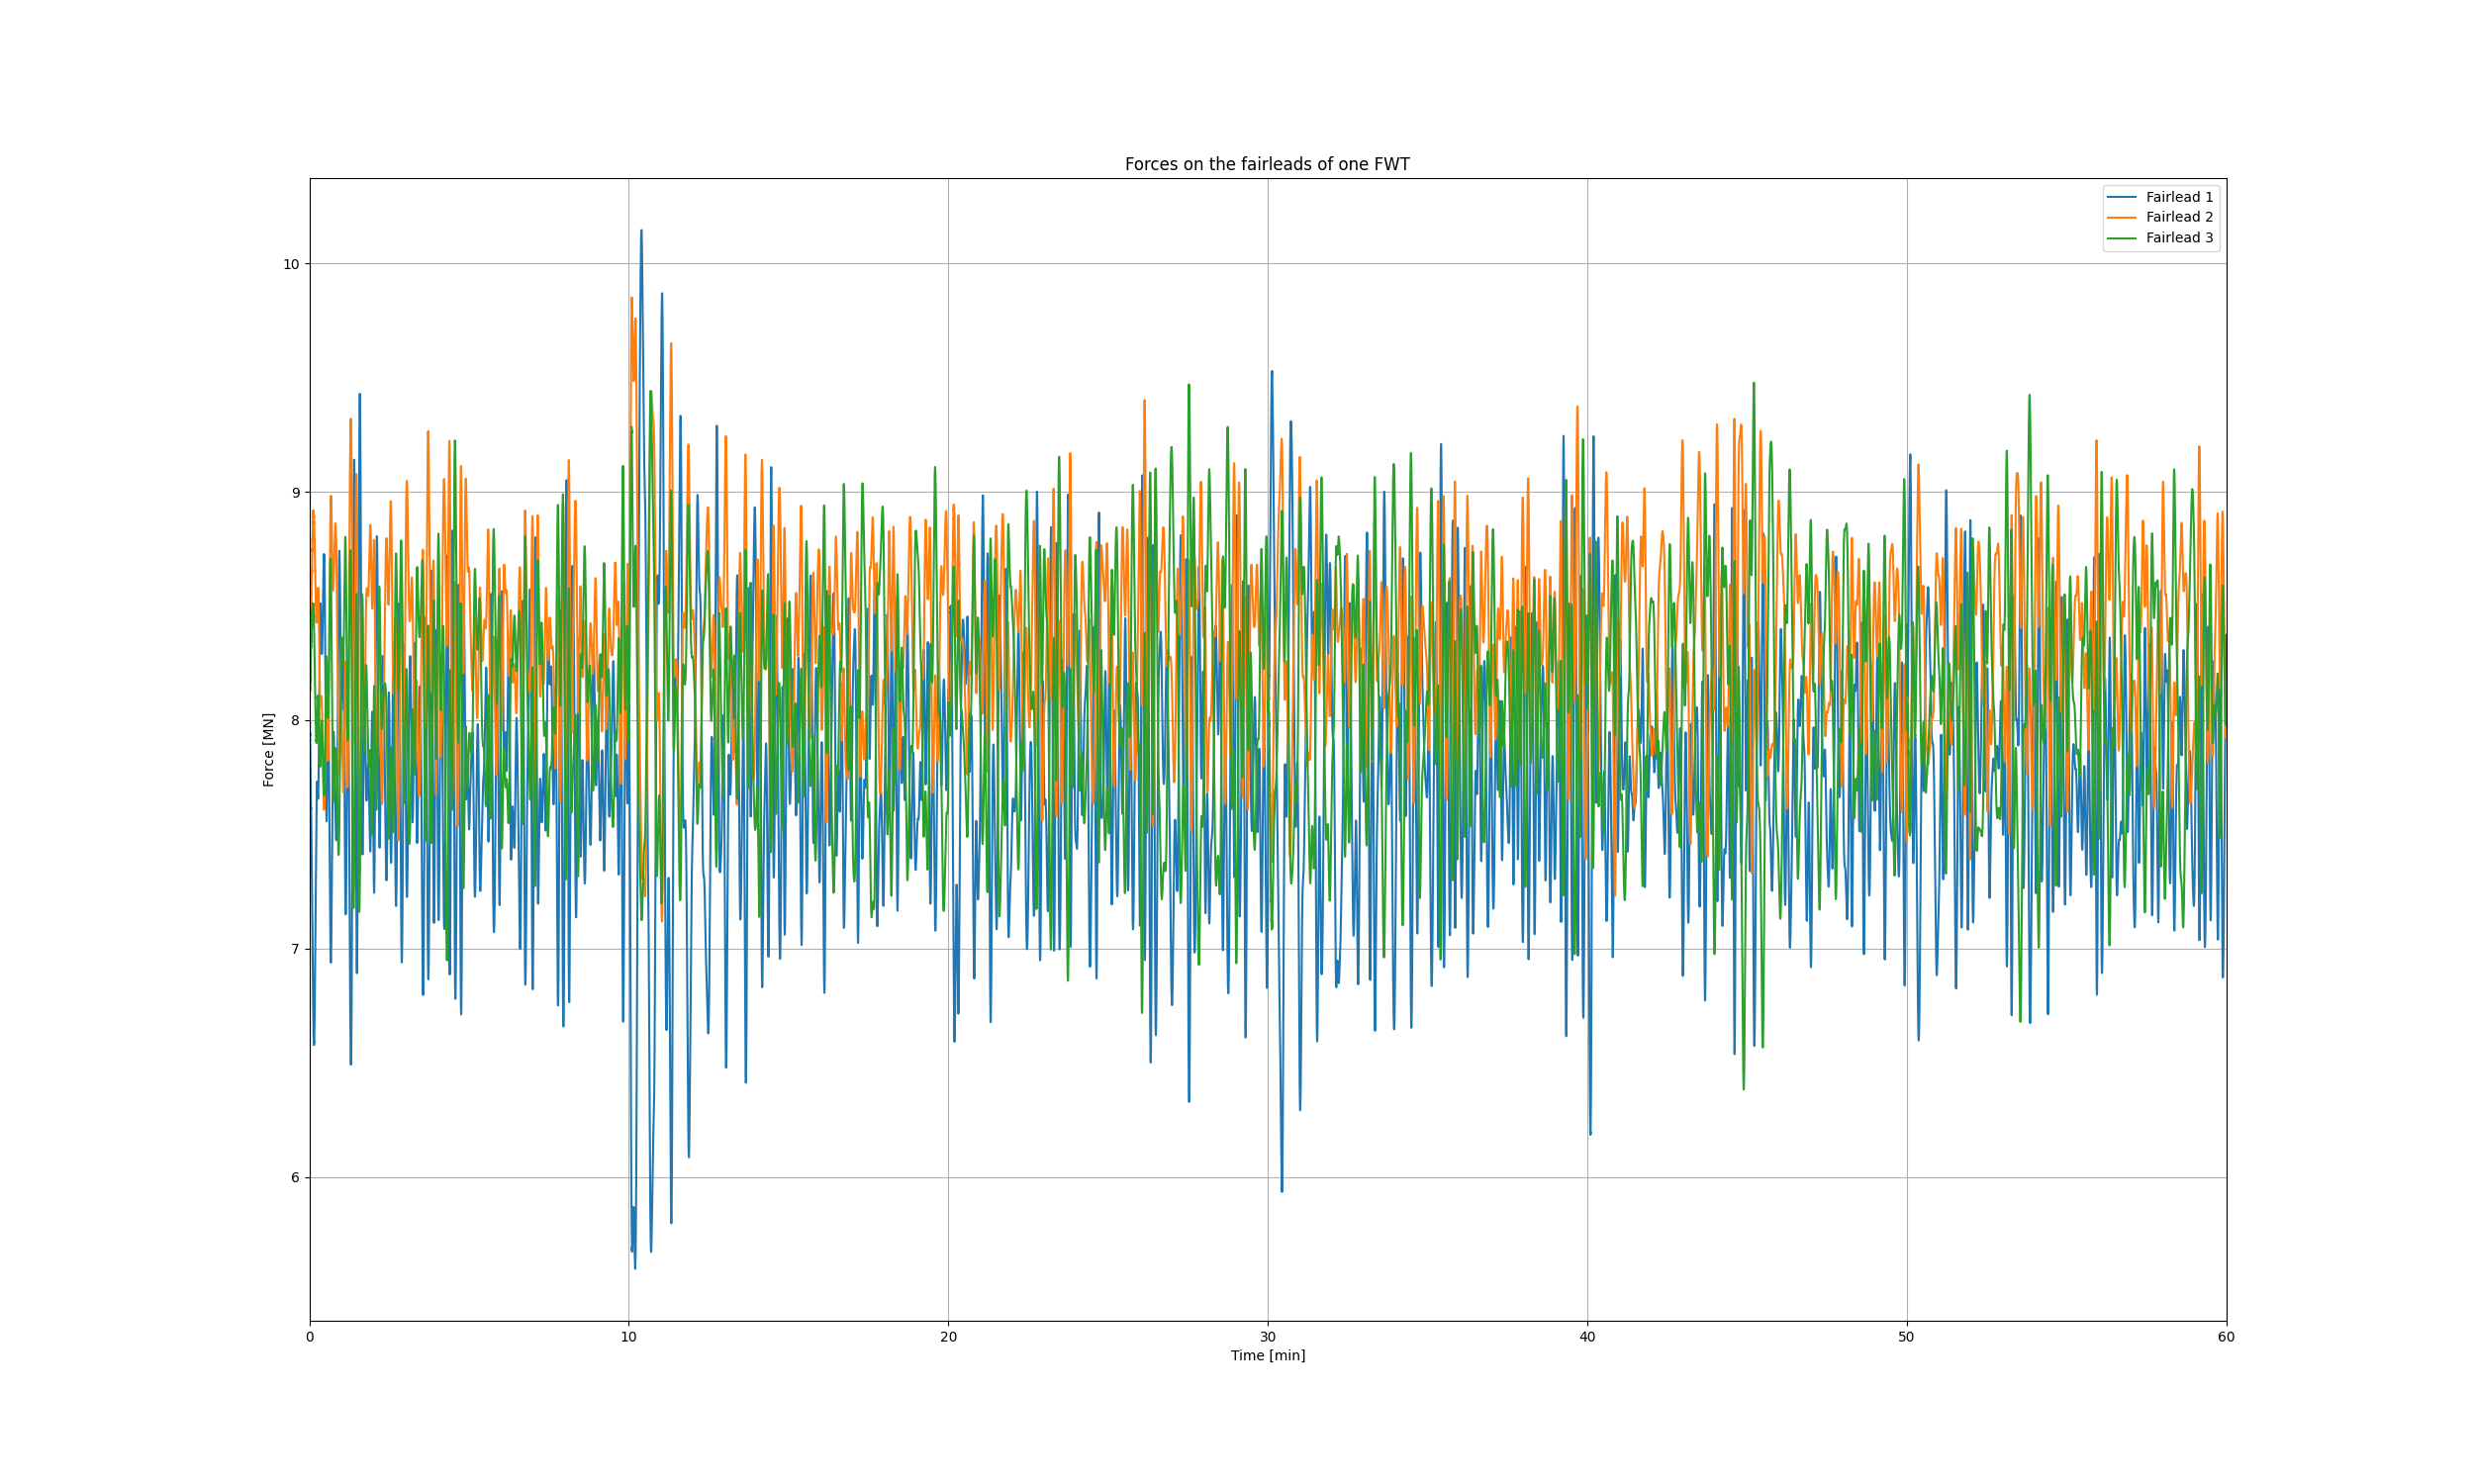 Forces on the fairleads of one FWT
Fairlead 1
Fairlead 2
Fairlead 3
10
9
8
7
6
Force [MN]
0 10 20 30 40 50 60
Time [min]